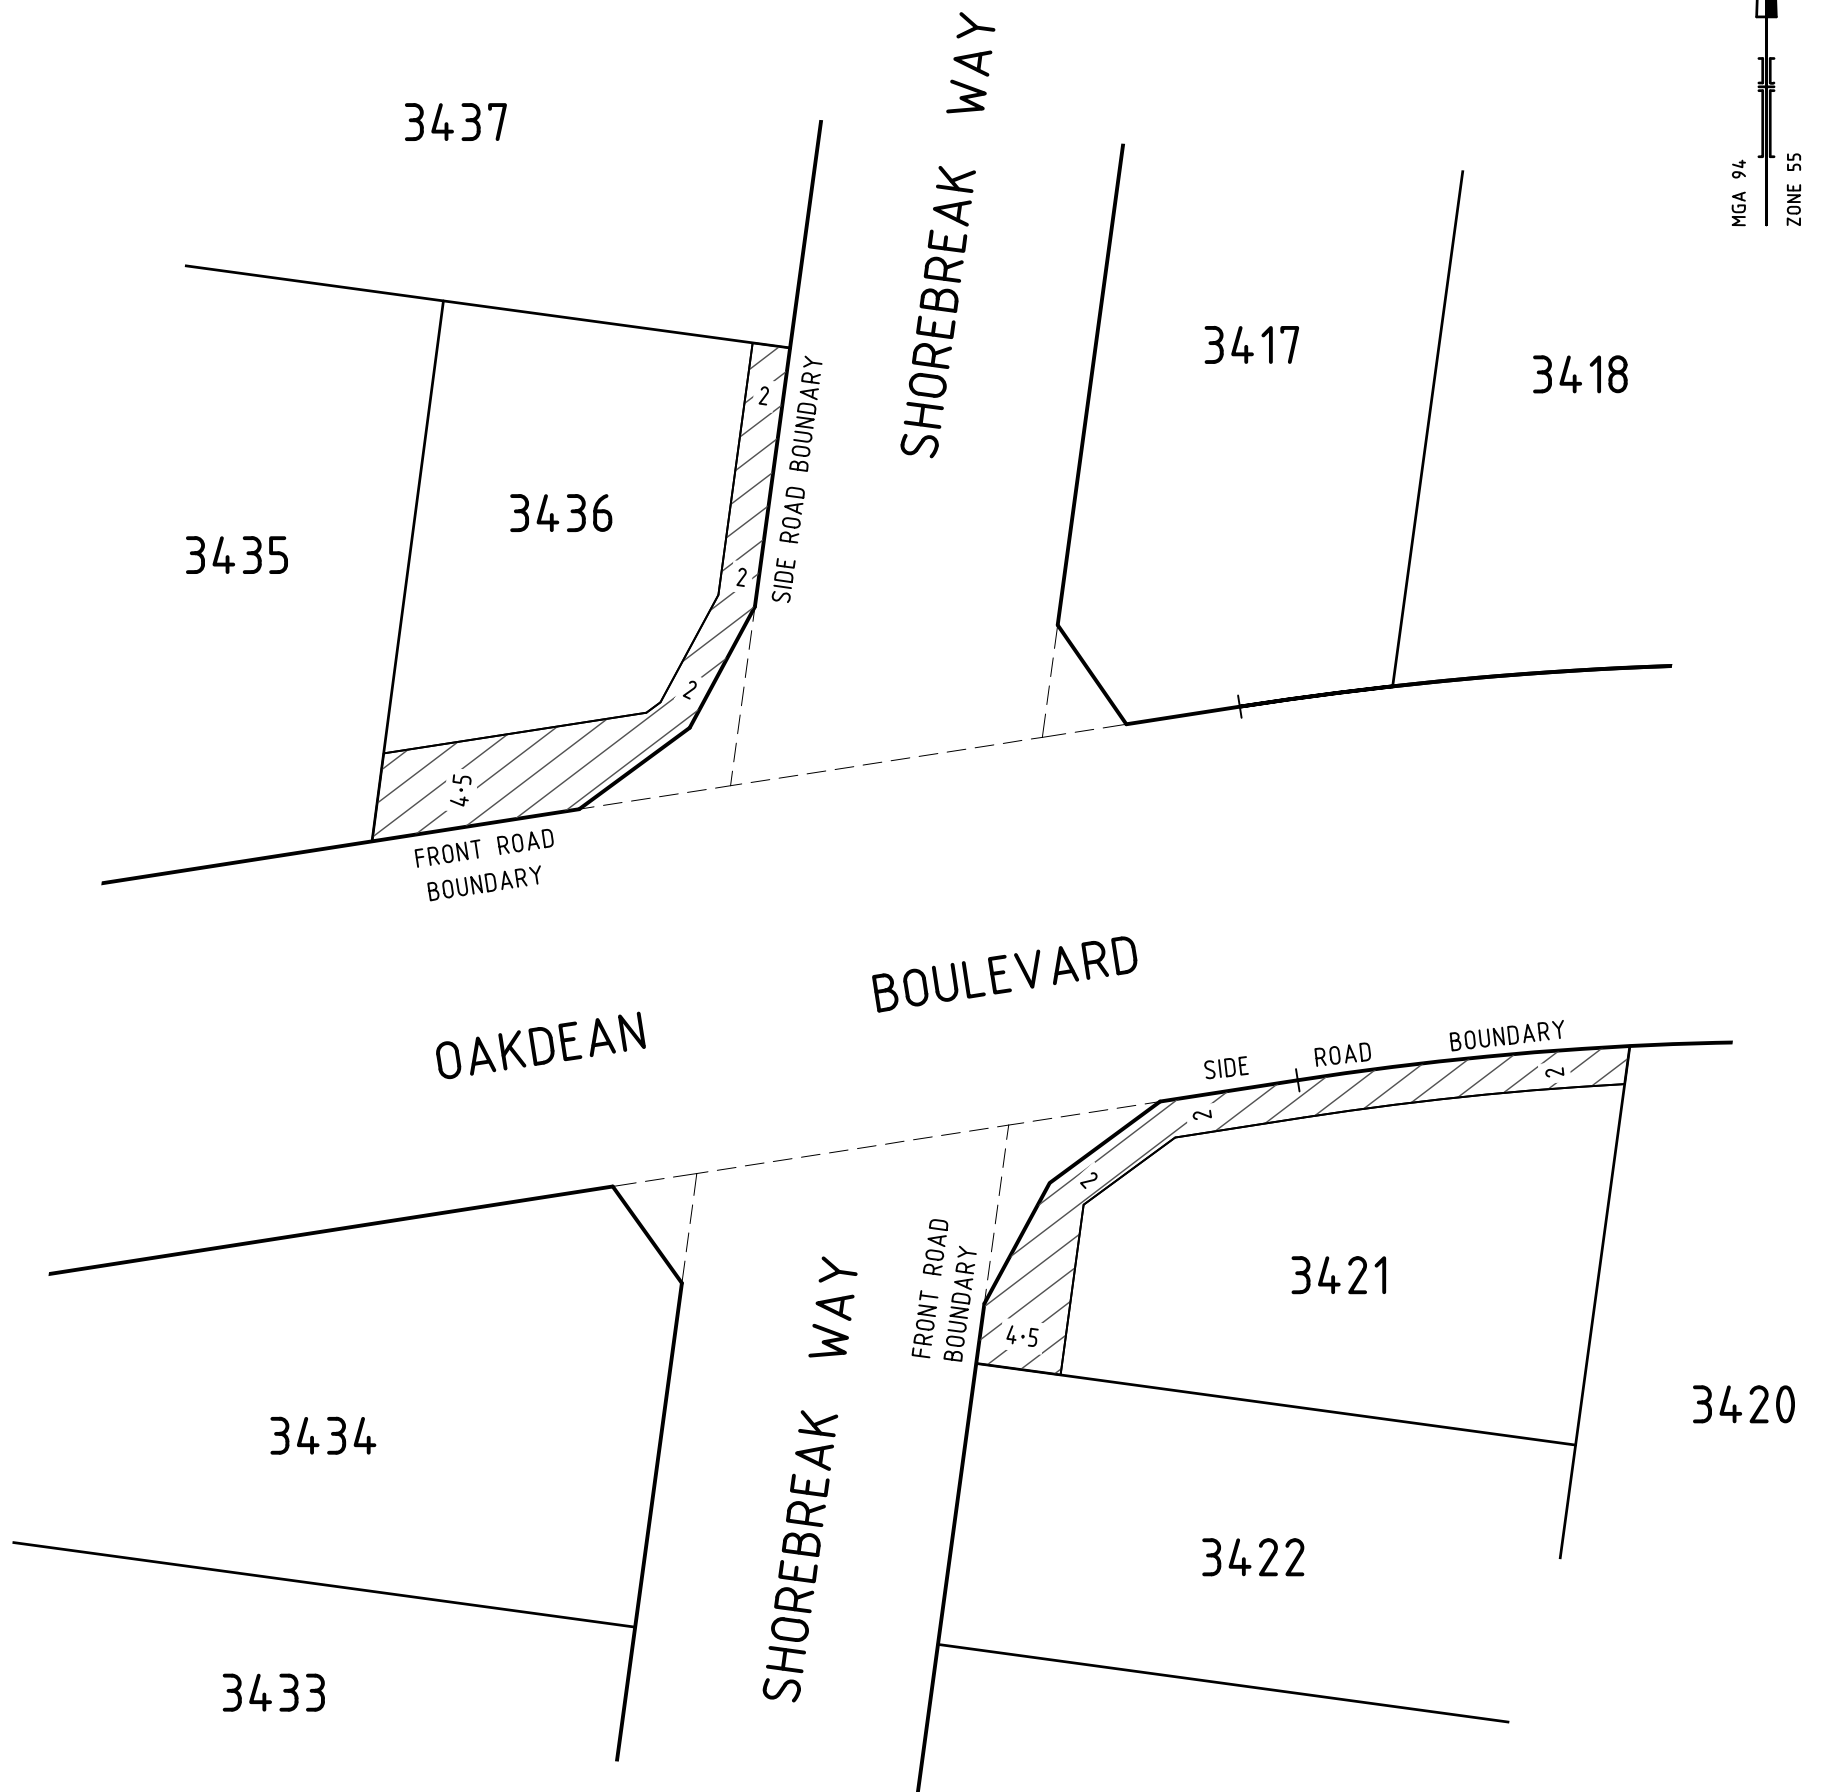 3437
SHOREBREAK WAY
MGA 94
ZONE 55
3417
3418
2
SIDE ROAD BOUNDARY
3436
3435
2
2
4·5
FRONT ROAD
BOUNDARY
OAKDEAN BOULEVARD
SIDE ROAD BOUNDARY
2
2
2
FRONT ROAD
BOUNDARY
4·5
3421
3420
SHOREBREAK WAY
3434
3422
3433